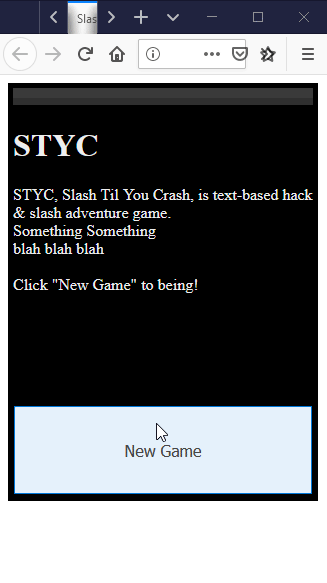 Slas
STYC
STYC, Slash Til You Crash, is text-based hack
& slash adventure game.
Something Something
blah blah blah
Click "New Game" to being!
New Game